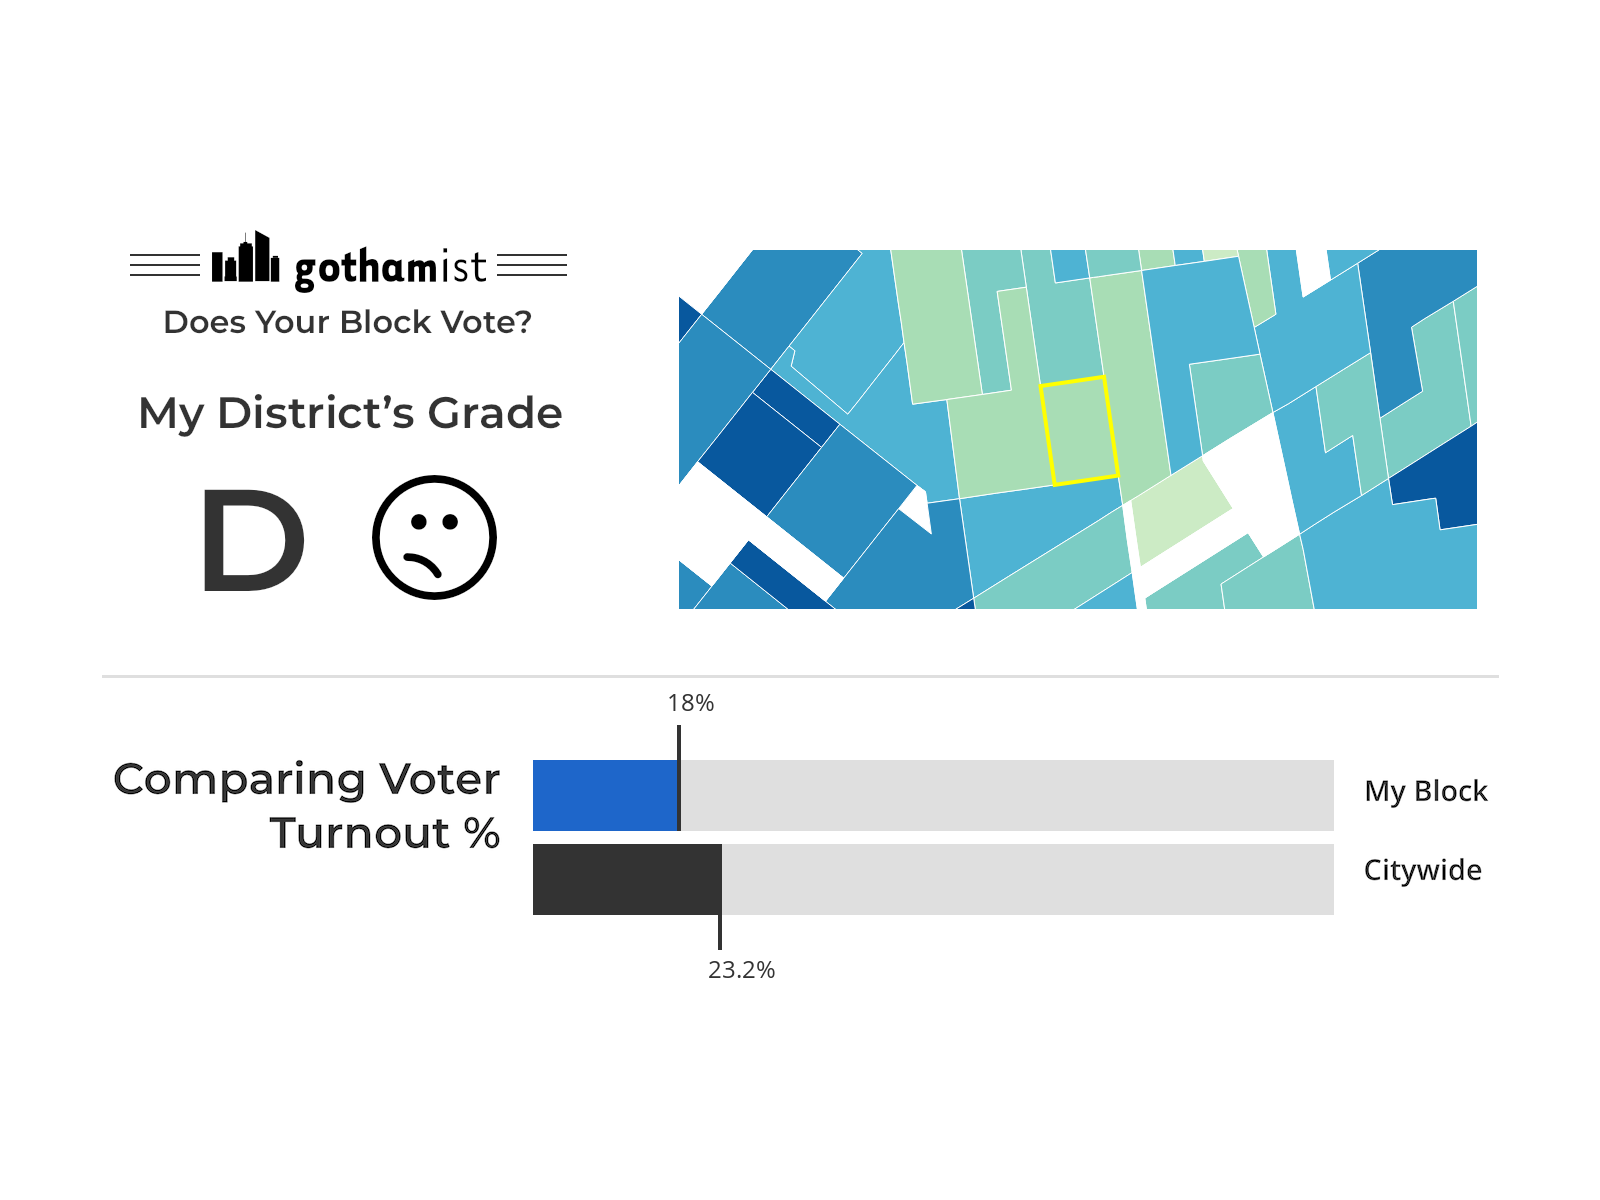 gothamist
Does Your Block Vote?
My District’s Grade
D
18%
Comparing Voter
Turnout %
My Block
Citywide
23.2%